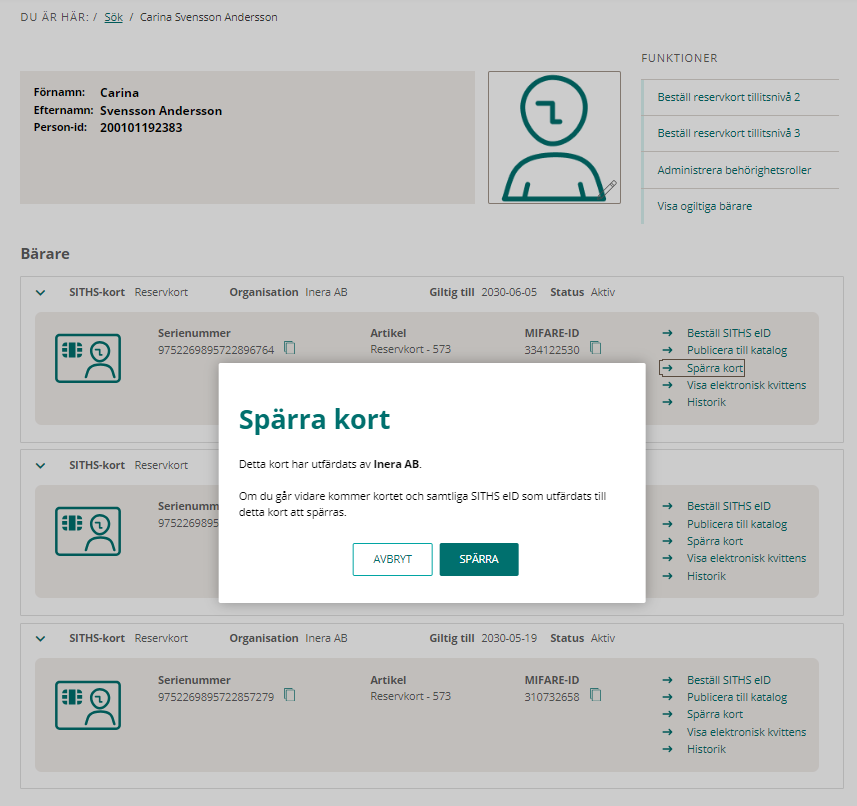 DU ÄR HÄR: / Sök / Carina Svensson Andersson
FUNKTIONER
Förnamn: Carina
Efternamn: Svensson Andersson
Person-id: 200101192383
Beställ reservkort tillitsnivå 2
Beställ reservkort tillitsnivå 3
Administrera behörighetsroller
Visa ogiltiga bärare
Bärare
SITHS-kort Reservkort Organisation Inera AB Giltig till 2030-06-05 Status Aktiv
Serienummer Artikel MIFARE-ID
9752269895722896764 Reservkort - 573 334122530
Beställ SITHS eID
Publicera till katalog
Spärra kort
Visa elektronisk kvittens
Historik
Spärra kort
Detta kort har utfärdats av Inera AB.
Om du går vidare kommer kortet och samtliga SITHS eID som utfärdats till
detta kort att spärras.
AVBRYT SPÄRRA
SITHS-kort Reservkort
Serienumm
9752269895
Beställ SITHS eID
Publicera till katalog
Spärra kort
Visa elektronisk kvittens
Historik
SITHS-kort Reservkort Organisation Inera AB Giltig till 2030-05-19 Status Aktiv
Serienummer Artikel MIFARE-ID
9752269895722857279 Reservkort - 573 310732658
Beställ SITHS eID
Publicera till katalog
Spärra kort
Visa elektronisk kvittens
Historik